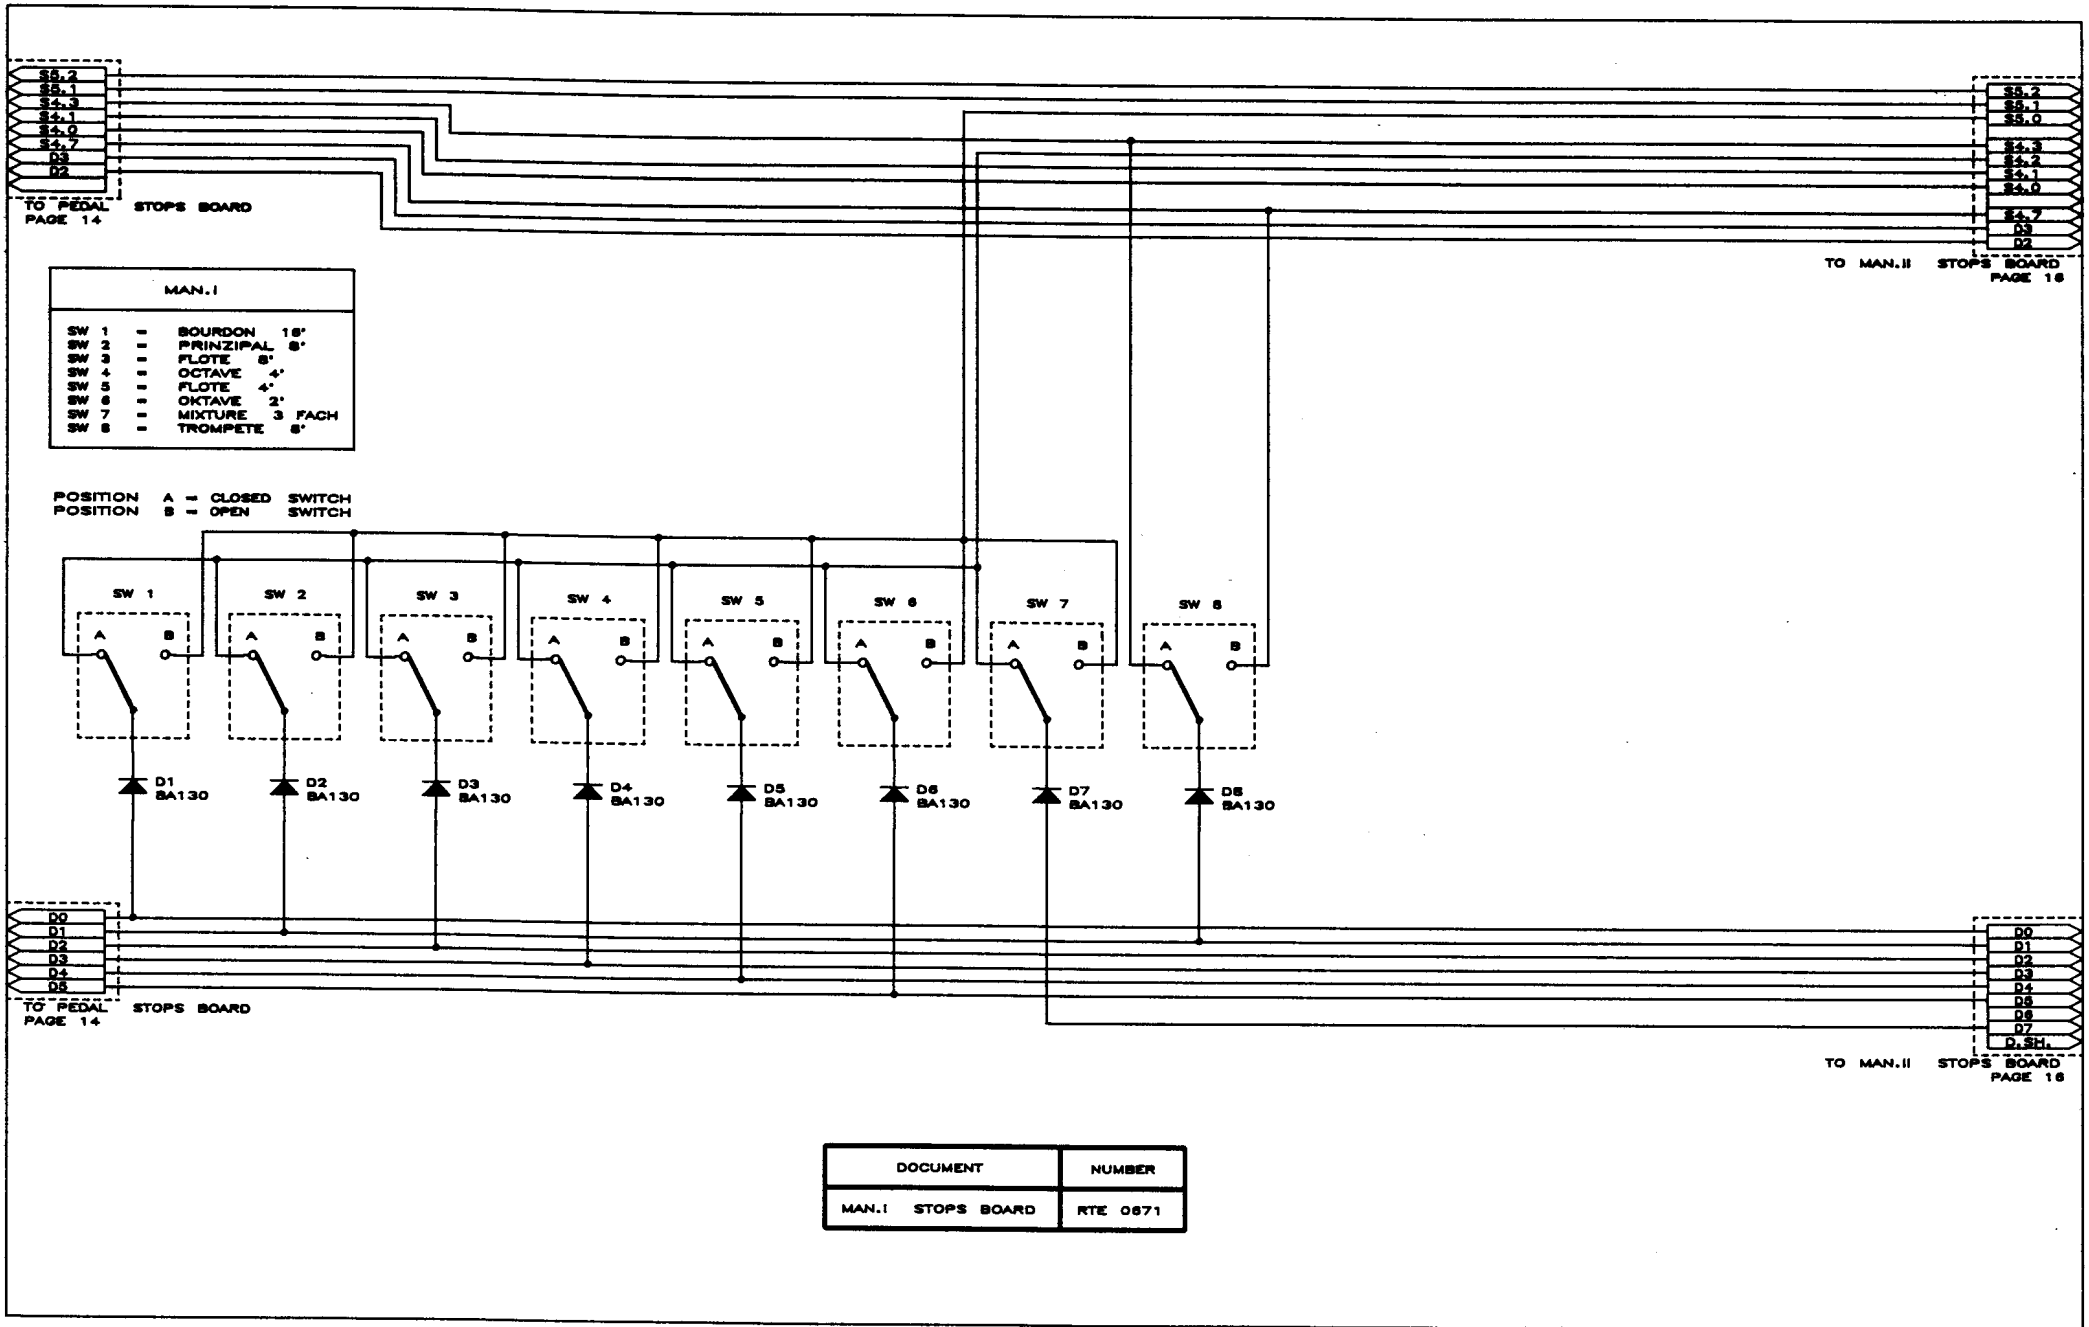 S5.2
S5.1
S4.3
S4.1
S4.0
S4.7
D3
D2
TO PEDAL STOPS BOARD
PAGE 14
S5.2
S5.1
S5.0
S4.3
S4.2
S4.1
S4.0
S4.7
D3
D2
TO MAN.II STOPS BOARD
PAGE 16
MAN.I
SW 1 = BOURDON 16'
SW 2 = PRINZIPAL 8'
SW 3 = FLOTE 8'
SW 4 = OCTAVE 4'
SW 5 = FLOTE 4'
SW 6 = OKTAVE 2'
SW 7 = MIXTURE 3 FACH
SW 8 = TROMPETE 8'
POSITION A = CLOSED SWITCH
POSITION B = OPEN SWITCH
SW 1
SW 2
SW 3
SW 4
SW 5
SW 6
SW 7
SW 8
A B
A B
A B
A B
A B
A B
A B
A B
D1
BA130
D2
BA130
D3
BA130
D4
BA130
D5
BA130
D6
BA130
D7
BA130
D8
BA130
D0
D1
D2
D3
D4
D5
TO PEDAL STOPS BOARD
PAGE 14
D0
D1
D2
D3
D4
D5
D6
D7
D.SH.
TO MAN.II STOPS BOARD
PAGE 16
DOCUMENT NUMBER
MAN.I STOPS BOARD RTE 0671